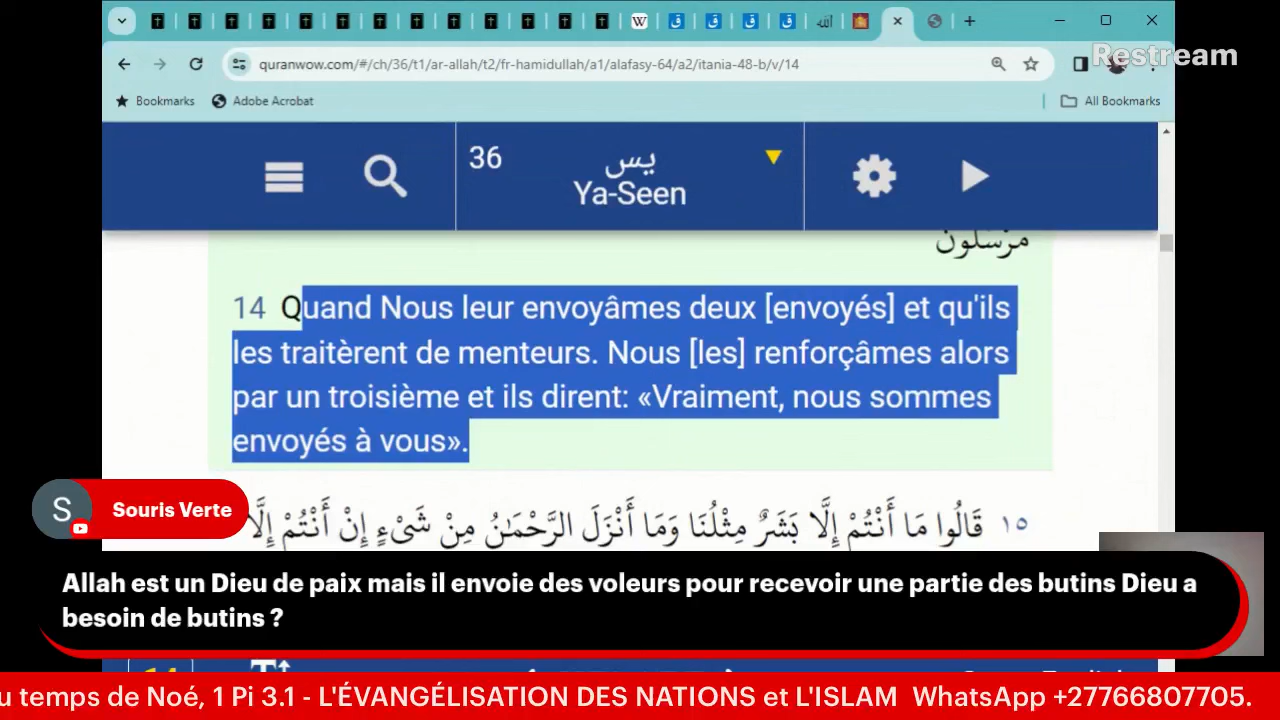 W
Restream
quranwow.com/#/ch/36/t1/ar-allah/t2/fr-hamidullah/a1/alafasy-64/a2/itania-48-b/v/14
Bookmarks
Adobe Acrobat
All Bookmarks
36
يس
Ya-Seen
مرسلون
14 Quand Nous leur envoyâmes deux [envoyés] et qu'ils
les traitèrent de menteurs. Nous [les] renforçâmes alors
par un troisième et ils dirent: «Vraiment, nous sommes
envoyés à vous».
١٥ قَالُوا مَا أَنْتُمْ إِلَّا بَشَرٌ مِثْلُنَا وَمَا أَنْزَلَ الرَّحْمَٰنُ مِنْ شَيْءٍ إِنْ أَنْتُمْ إِلَّا
S
Souris Verte
Allah est un Dieu de paix mais il envoie des voleurs pour recevoir une partie des butins Dieu a
besoin de butins ?
u temps de Noé, 1 Pi 3.1 - L'ÉVANGÉLISATION DES NATIONS et L'ISLAM WhatsApp +27766807705.